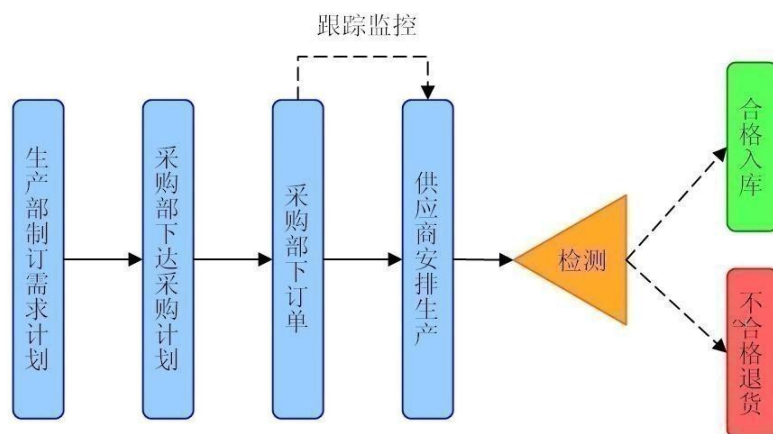 跟踪监控
生产部制订需求计划
采购部下达采购计划
采购部下订单
供应商安排生产
检测
合格入库
不合格退货